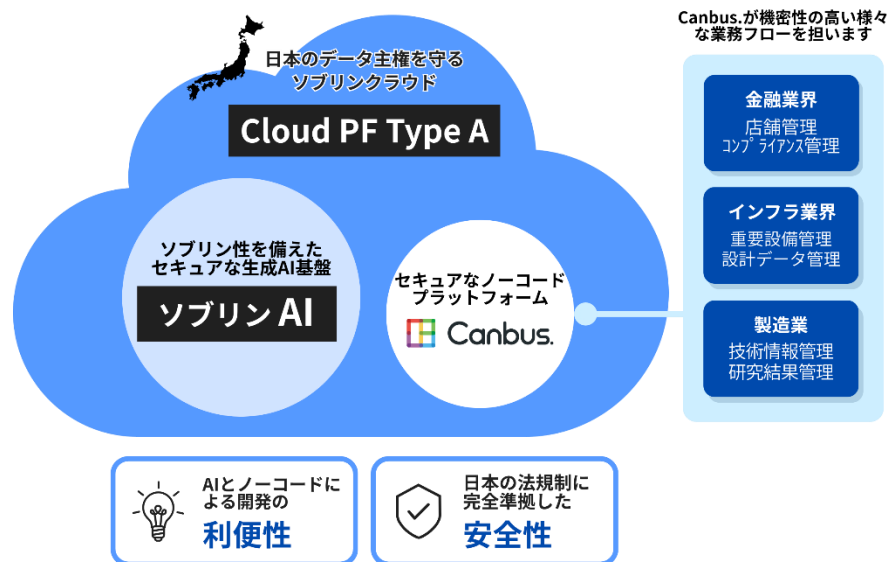 Canbus.が機密性の高い様々
な業務フローを担います
日本のデータ主権を守る
ソブリンクラウド
Cloud PF Type A
ソブリン性を備えた
セキュアな生成AI基盤
ソブリン AI
セキュアなノーコード
プラットフォーム
Canbus.
金融業界
店舗管理
ｺﾝﾌﾟﾗｲｱﾝｽ管理
インフラ業界
重要設備管理
設計データ管理
製造業
技術情報管理
研究結果管理
AIとノーコードに
よる開発の
利便性
日本の法規制に
完全準拠した
安全性